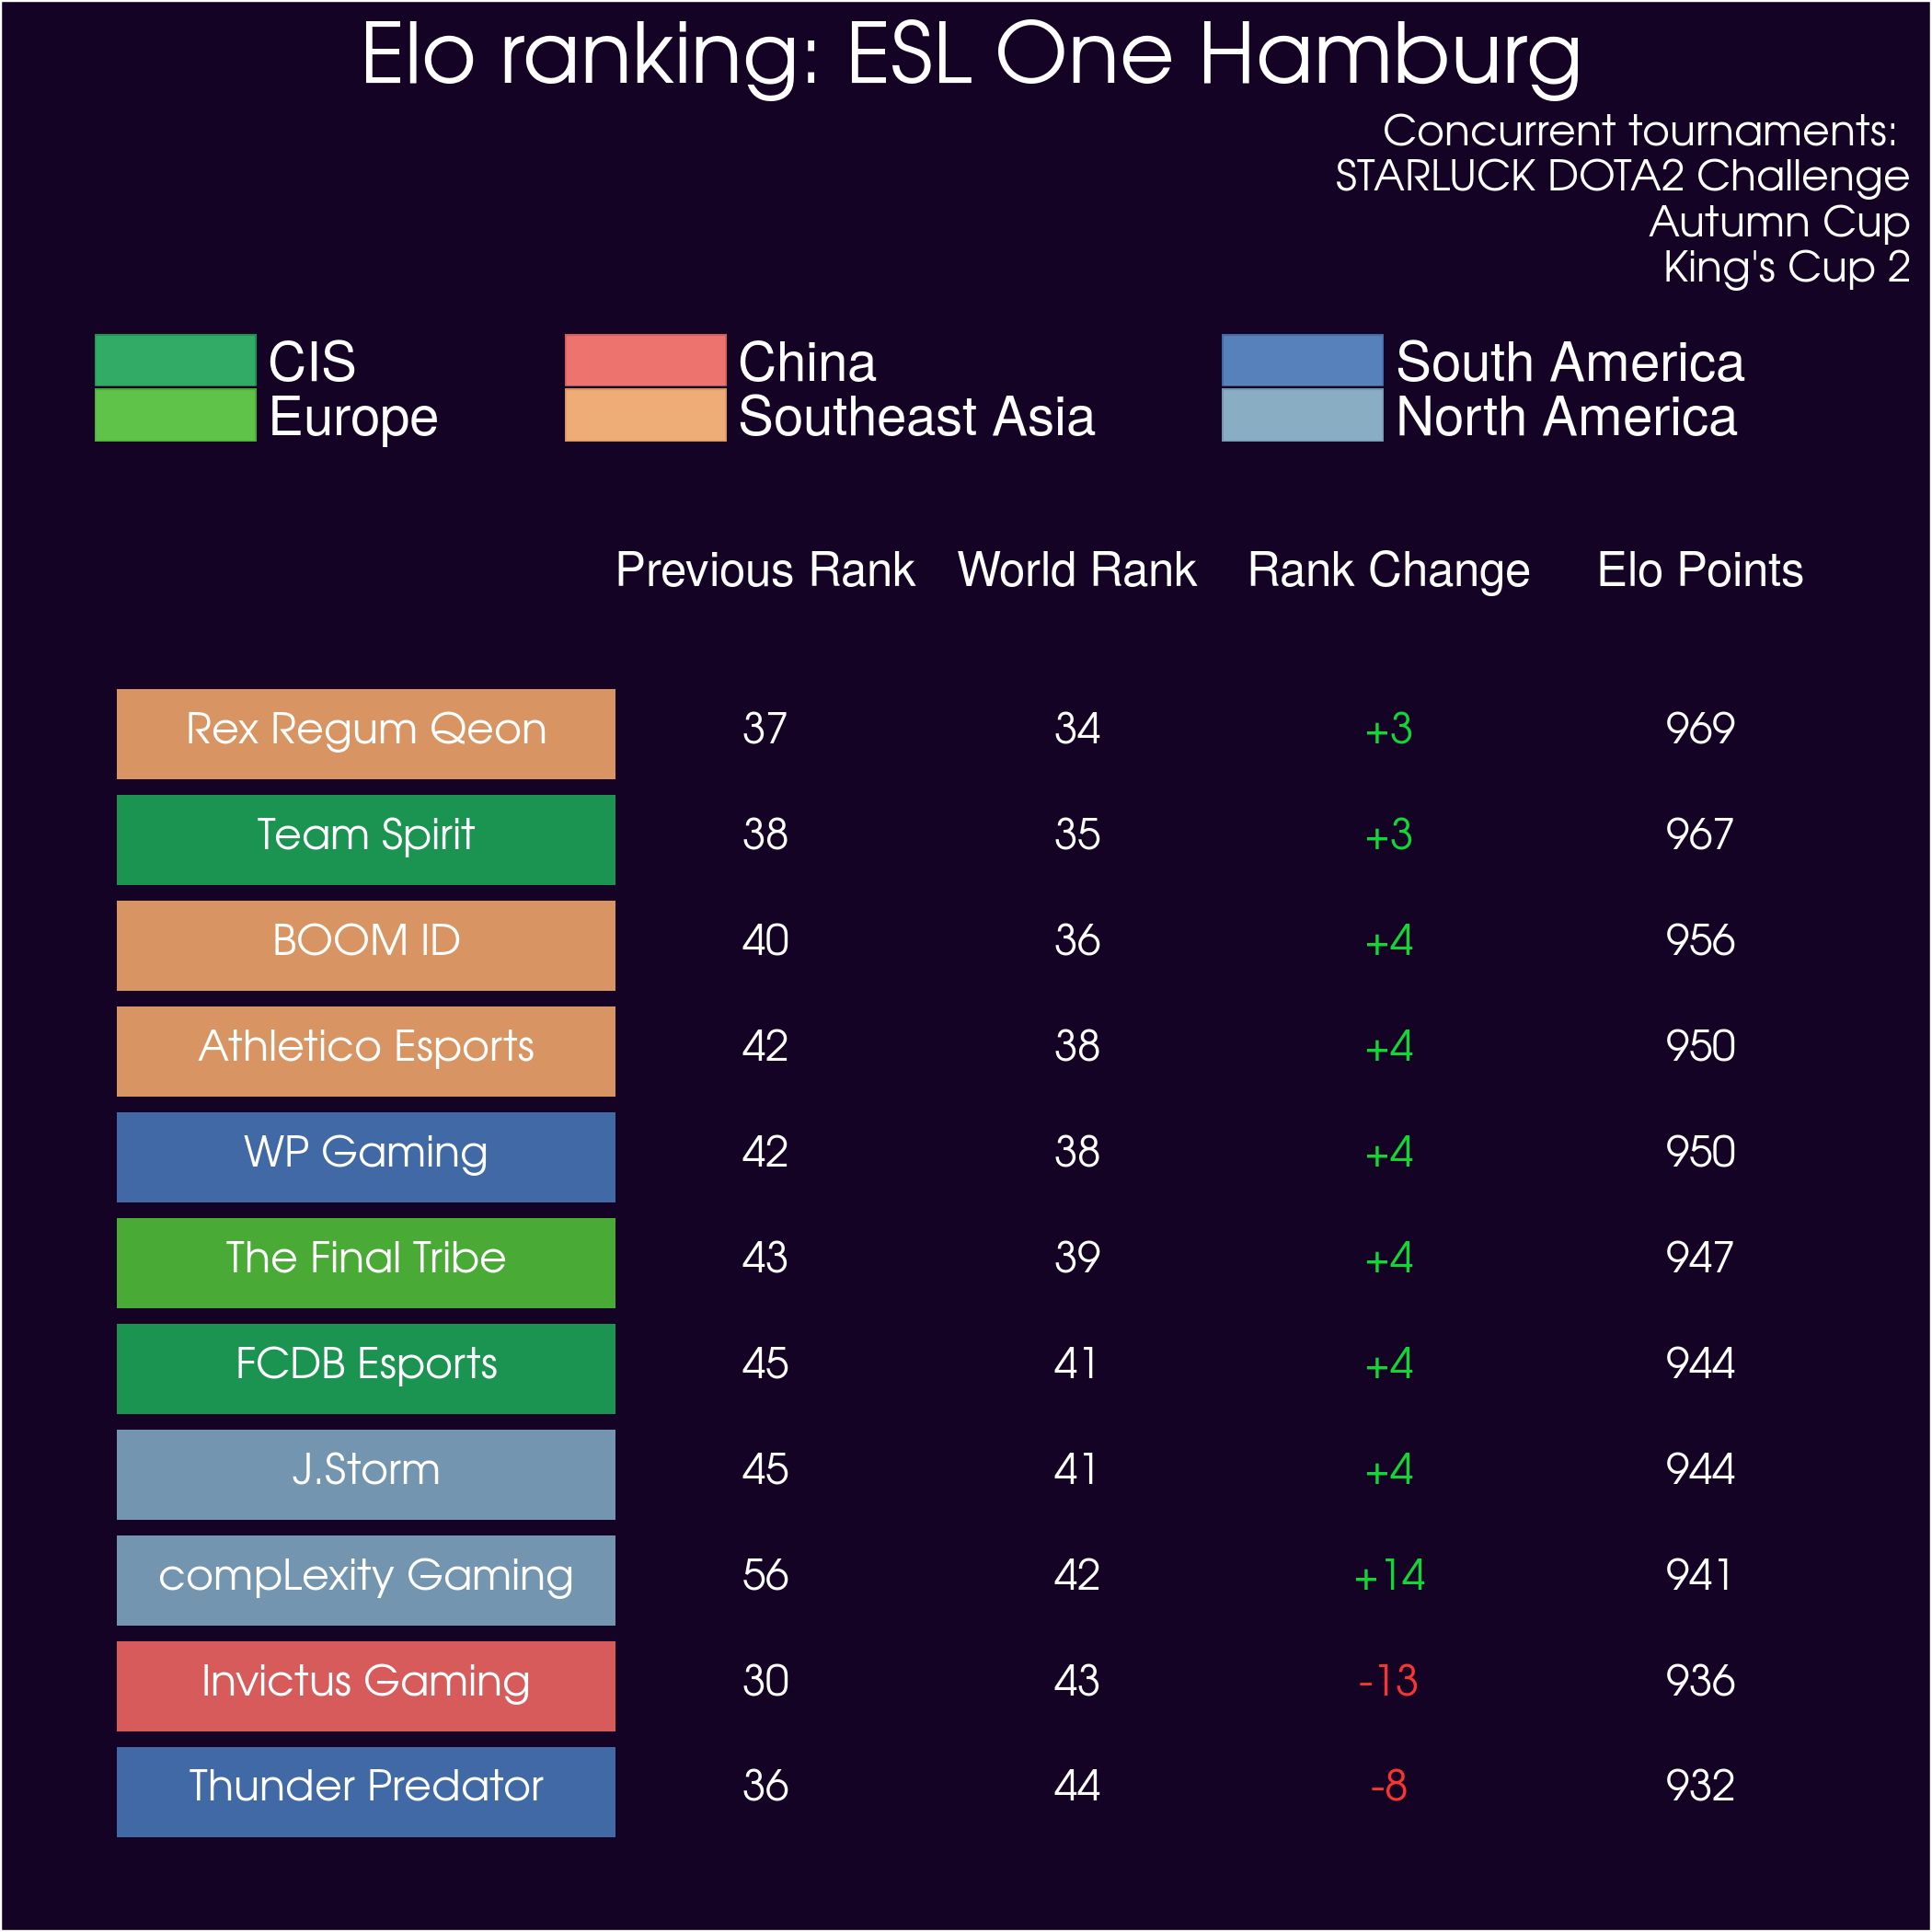 Elo ranking: ESL One Hamburg
Concurrent tournaments:
STARLUCK DOTA2 Challenge
Autumn Cup
King's Cup 2
CIS China South America
Europe Southeast Asia North America
Previous Rank World Rank Rank Change Elo Points
Rex Regum Qeon 37 34 +3 969
Team Spirit 38 35 +3 967
BOOM ID 40 36 +4 956
Athletico Esports 42 38 +4 950
WP Gaming 42 38 +4 950
The Final Tribe 43 39 +4 947
FCDB Esports 45 41 +4 944
J.Storm 45 41 +4 944
compLexity Gaming 56 42 +14 941
Invictus Gaming 30 43 -13 936
Thunder Predator 36 44 -8 932